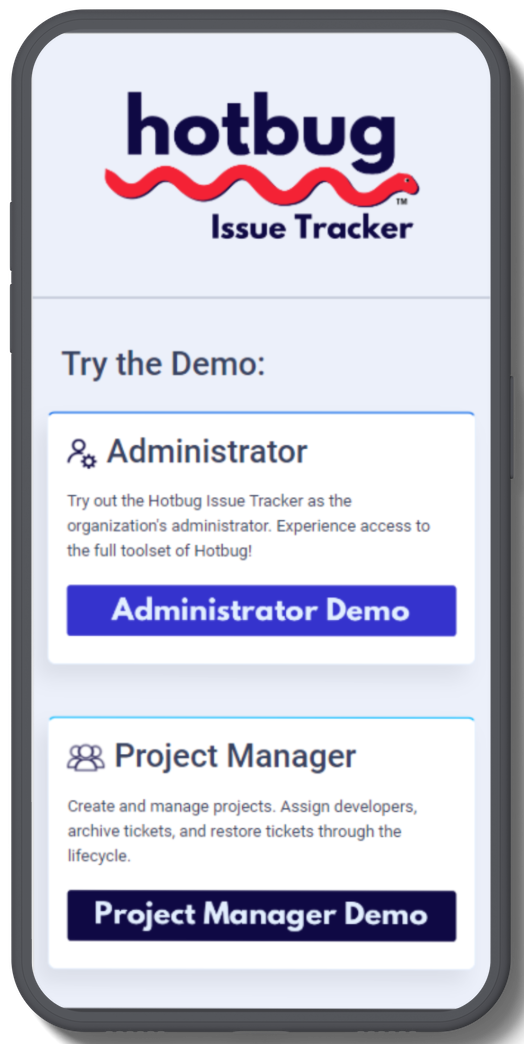 hotbug
TM
Issue Tracker
Try the Demo:
Administrator
Try out the Hotbug Issue Tracker as the
organization's administrator. Experience access to
the full toolset of Hotbug!
Administrator Demo
Project Manager
Create and manage projects. Assign developers,
archive tickets, and restore tickets through the
lifecycle.
Project Manager Demo